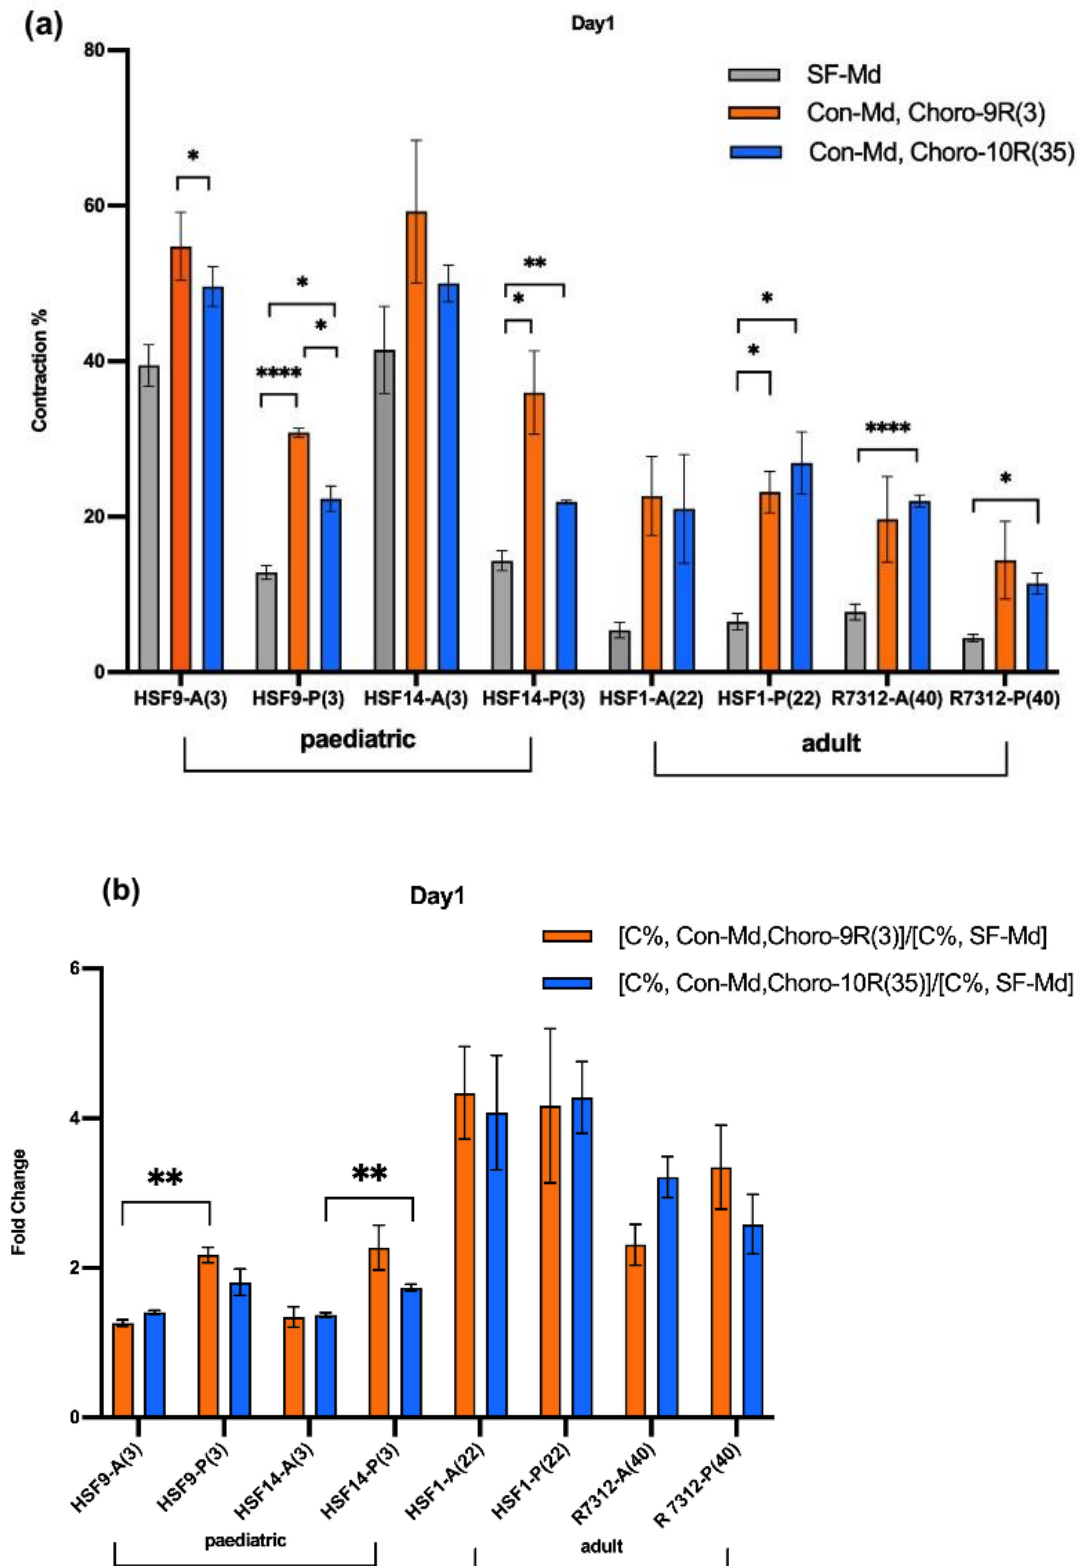 (a)
Day1
SF-Md
Con-Md, Choro-9R(3)
Con-Md, Choro-10R(35)
Contraction %
80
60
40
20
0
*
*
*
****
**
*
*
*
****
*
HSF9-A(3) HSF9-P(3) HSF14-A(3) HSF14-P(3) HSF1-A(22) HSF1-P(22) R7312-A(40) R7312-P(40)
paediatric adult
(b)
Day1
[C%, Con-Md,Choro-9R(3)]/[C%, SF-Md]
[C%, Con-Md,Choro-10R(35)]/[C%, SF-Md]
Fold Change
6
4
2
0
**
**
HSF9-A(3) HSF9-P(3) HSF14-A(3) HSF14-P(3) HSF1-A(22) HSF1-P(22) R7312-A(40) R 7312-P(40)
paediatric adult